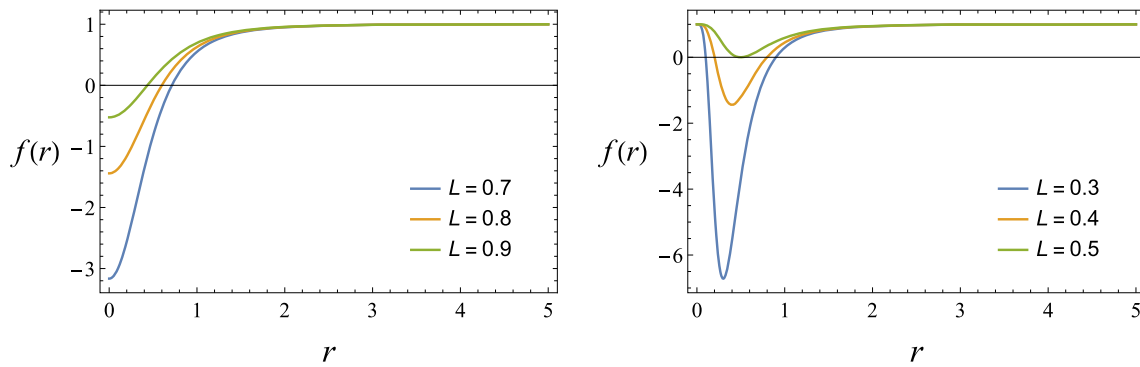 1
0
−1
−2
−3
f(r)
L = 0.7
L = 0.8
L = 0.9
0 1 2 3 4 5
r
0
−2
−4
−6
f(r)
L = 0.3
L = 0.4
L = 0.5
0 1 2 3 4 5
r